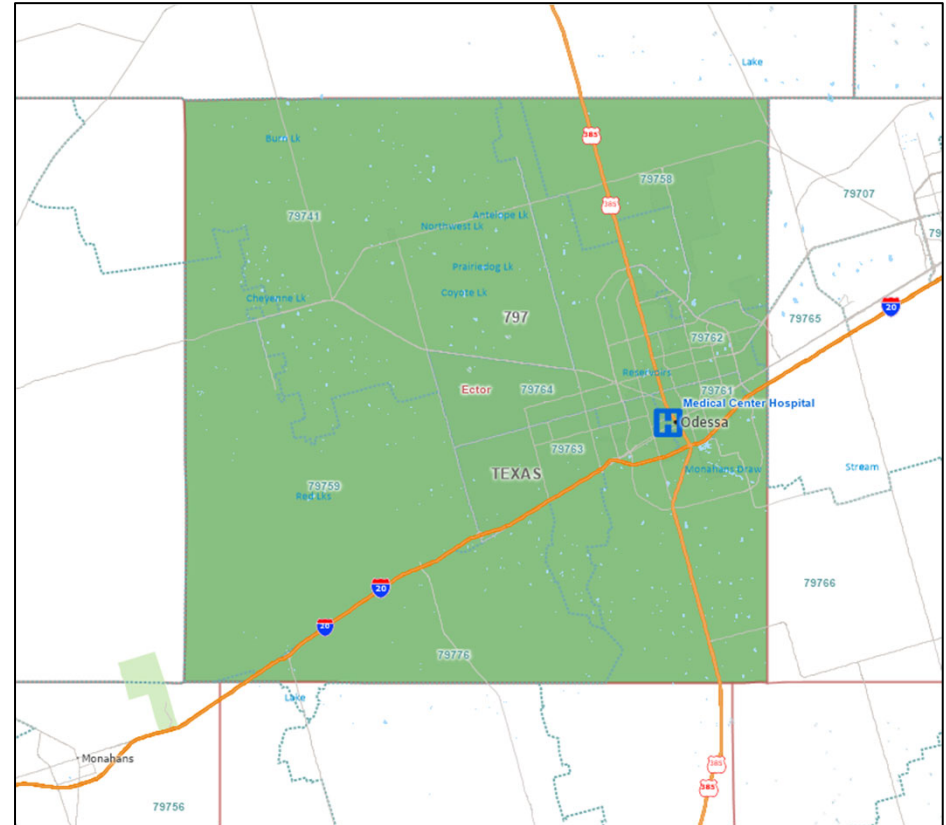 Lake
385
Burn Lk
79758
385
79707
79741
Antelope Lk
Northwest Lk
79
Prairiedog Lk
Coyote Lk
Cheyenne Lk
20
797
79765
79762
Reservoirs
Ector
79764
79761
Medical Center Hospital
H
Odessa
79763
Monahans Draw
Stream
TEXAS
79759
Red Lks
79766
20
20
79776
Lake
Monahans
385
385
79756